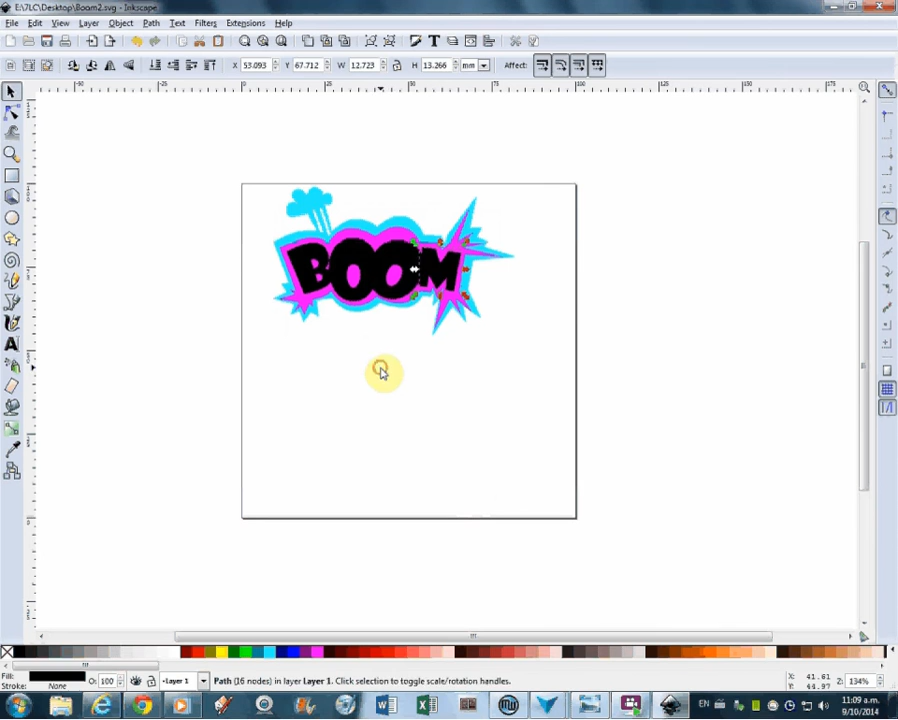 E:\7LC\Desktop\Boom2.svg - Inkscape
File Edit View Layer Object Path Text Filters Extensions Help
X 53.093 Y 67.712 W 12.723 H 13.266 mm Affect:
BOOM
Fill:
Stroke: None
O: 100
Layer 1
Path (16 nodes) in layer Layer 1. Click selection to toggle scale/rotation handles.
X: 41.61
Y: 44.97
Z: 134%
EN
11:09 a.m.
9/10/2014